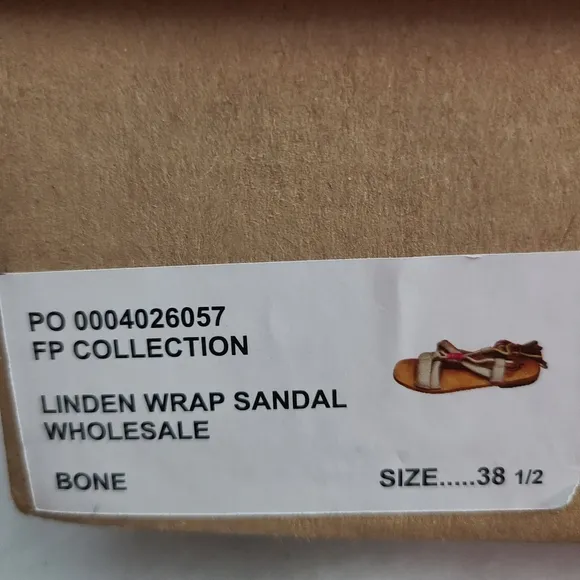 PO 0004026057
FP COLLECTION
LINDEN WRAP SANDAL
WHOLESALE
BONE SIZE.....38 1/2